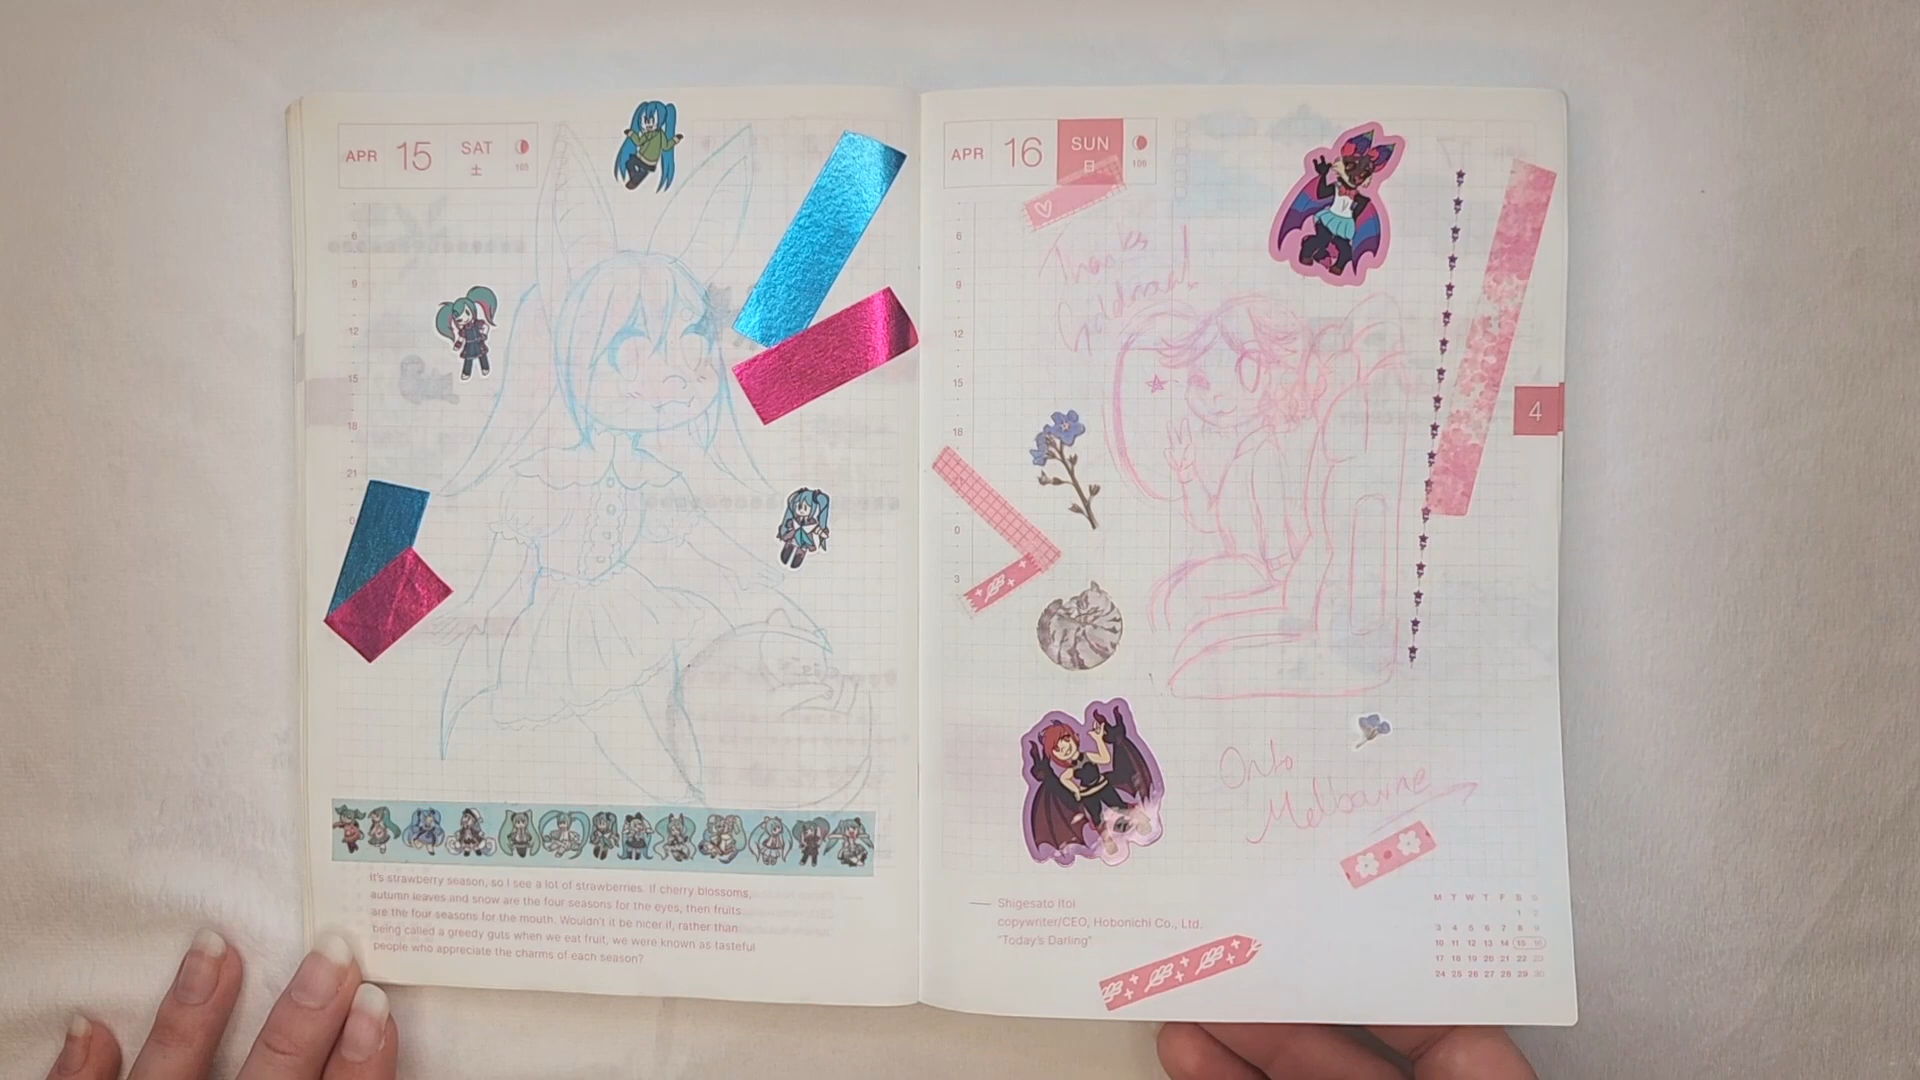 APR 15 SAT
土
105
6
9
12
15
18
21
0
It's strawberry season, so I see a lot of strawberries. If cherry blossoms,
autumn leaves and snow are the four seasons for the eyes, then fruits
are the four seasons for the mouth. Wouldn't it be nicer if, rather than
being called a greedy guts when we eat fruit, we were known as tasteful
people who appreciate the charms of each season?
APR 16 SUN
日
106
6
9
12
15
18
0
3
Thanks
4
Onto
Melbourne
Shigesato Itoi
copywriter/CEO, Hobonichi Co., Ltd.
"Today's Darling"
M T W T F S S
1 2
3 4 5 6 7 8 9
10 11 12 13 14 15 16
17 18 19 20 21 22 23
24 25 26 27 28 29 30